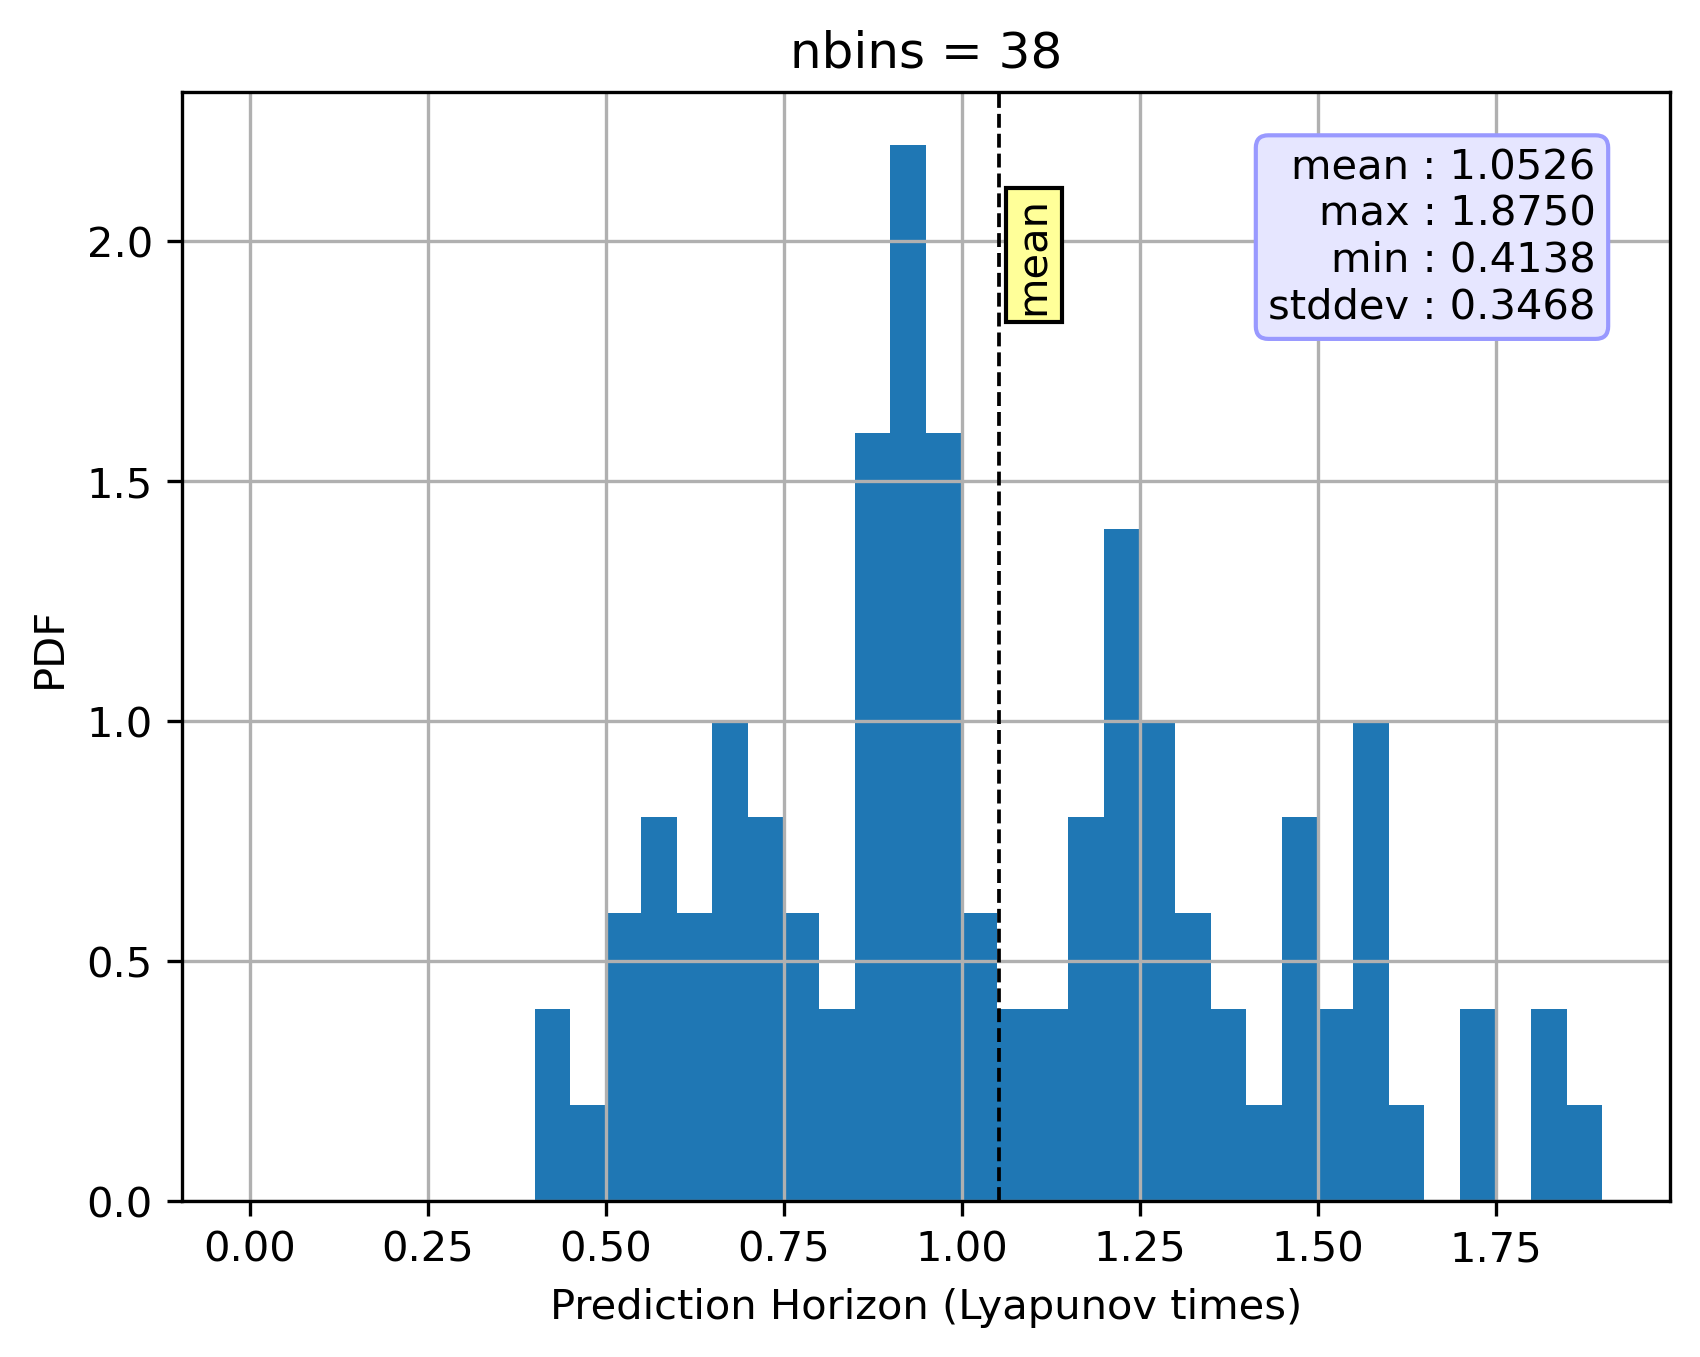 nbins = 38
mean : 1.0526
max : 1.8750
min : 0.4138
stddev : 0.3468
mean
PDF
2.0
1.5
1.0
0.5
0.0
0.00 0.25 0.50 0.75 1.00 1.25 1.50 1.75
Prediction Horizon (Lyapunov times)